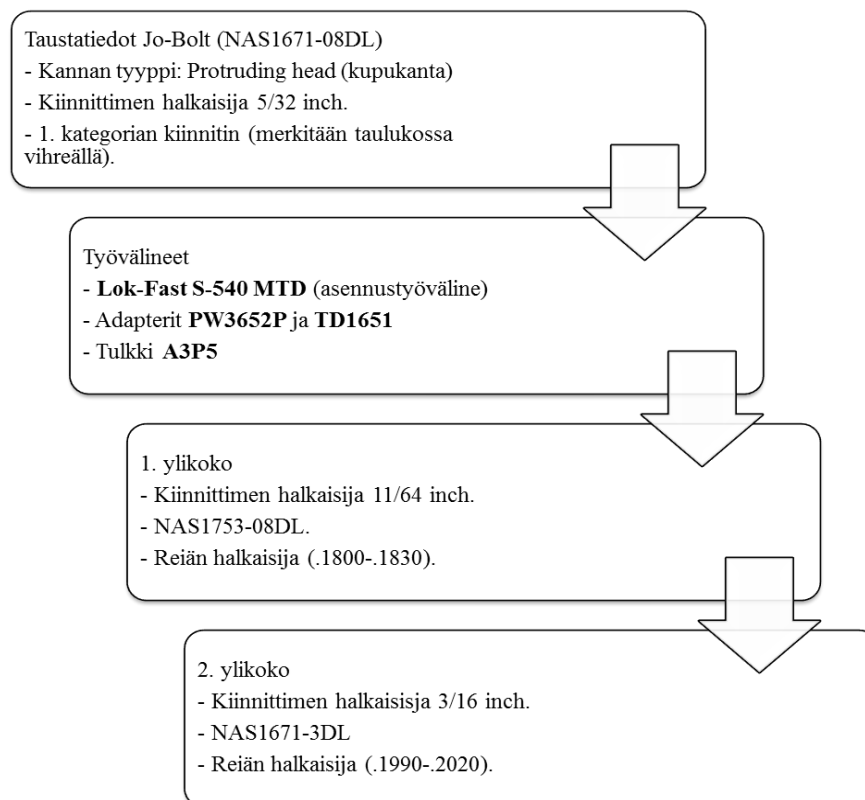 Taustatiedot Jo-Bolt (NAS1671-08DL)
- Kannan tyyppi: Protruding head (kupukanta)
- Kiinnittimen halkaisija 5/32 inch.
- 1. kategorian kiinnitin (merkitään taulukossa
vihreällä).
Työvälineet
- Lok-Fast S-540 MTD (asennustyöväline)
- Adapterit PW3652P ja TD1651
- Tulkki A3P5
1. ylikoko
- Kiinnittimen halkaisija 11/64 inch.
- NAS1753-08DL.
- Reiän halkaisija (.1800-.1830).
2. ylikoko
- Kiinnittimen halkaisisja 3/16 inch.
- NAS1671-3DL
- Reiän halkaisija (.1990-.2020).